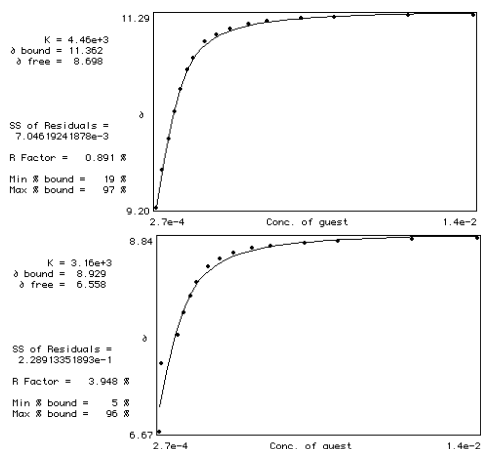 11.29
K = 4.46e+3
∂ bound = 11.362
∂ free = 8.698
∂
SS of Residuals =
7.04619241878e-3
R Factor = 0.891 %
Min % bound = 19 %
Max % bound = 97 %
9.20
2.7e-4 Conc. of guest 1.4e-2
8.84
K = 3.16e+3
∂ bound = 8.929
∂ free = 6.558
∂
SS of Residuals =
2.28913351893e-1
R Factor = 3.948 %
Min % bound = 5 %
Max % bound = 96 %
6.67
2.7e-4 Conc. of guest 1.4e-2